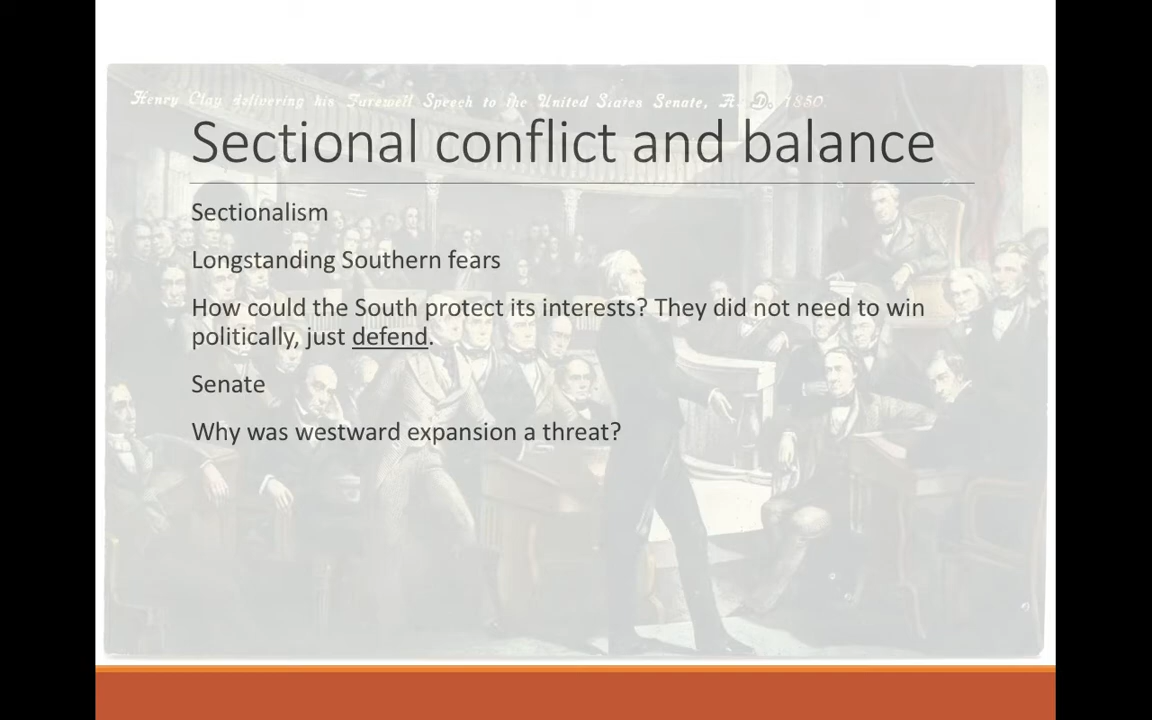 Henry Clay delivering his Farewell Speech to the United States Senate, A. D. 1850.
Sectional conflict and balance
Sectionalism
Longstanding Southern fears
How could the South protect its interests? They did not need to win
politically, just defend.
Senate
Why was westward expansion a threat?